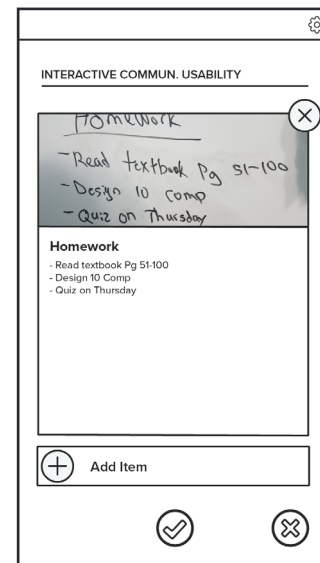 INTERACTIVE COMMUN. USABILITY
HOMEWORK
- Read textbook Pg 51-100
- Design 10 comp
- Quiz on Thursday
Homework
- Read textbook Pg 51-100
- Design 10 Comp
- Quiz on Thursday
Add Item